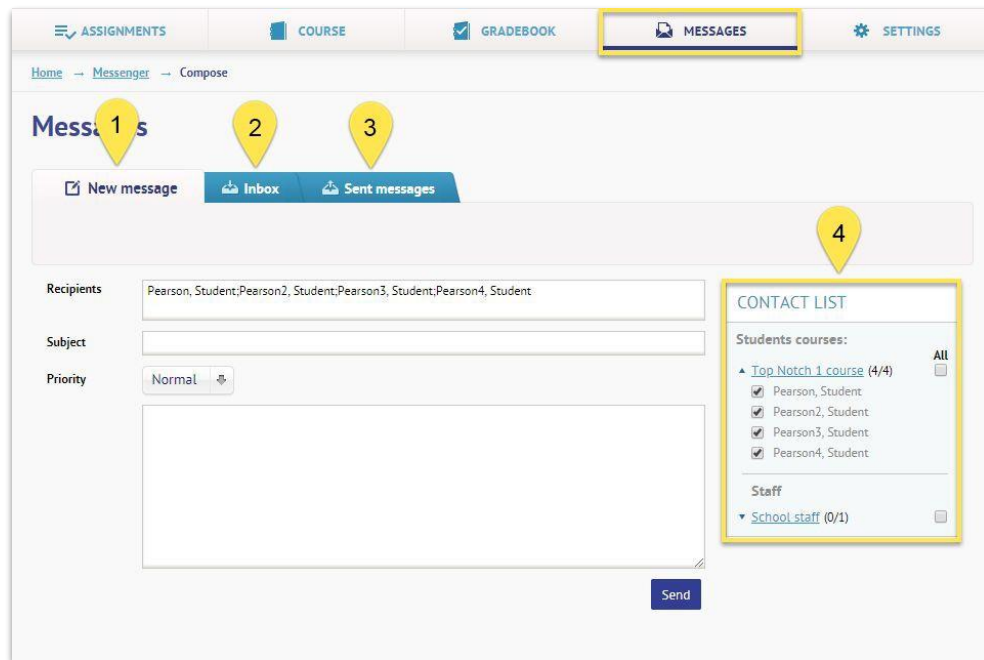 ASSIGNMENTS COURSE GRADEBOOK MESSAGES SETTINGS
Home → Messenger → Compose
Messages
1
2
3
New message Inbox Sent messages
4
Recipients Pearson, Student;Pearson2, Student;Pearson3, Student;Pearson4, Student
Subject
Priority Normal
CONTACT LIST
Students courses:
All
Top Notch 1 course (4/4)
Pearson, Student
Pearson2, Student
Pearson3, Student
Pearson4, Student
Staff
School staff (0/1)
Send